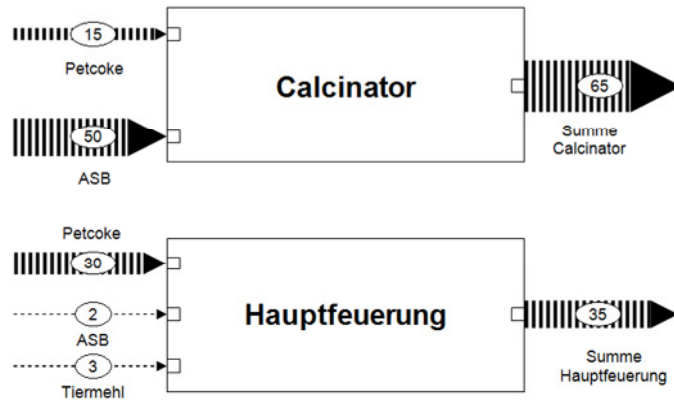 15
Petcoke
50
ASB
Calcinator
65
Summe
Calcinator
Petcoke
30
2
ASB
3
Tiermehl
Hauptfeuerung
35
Summe
Hauptfeuerung